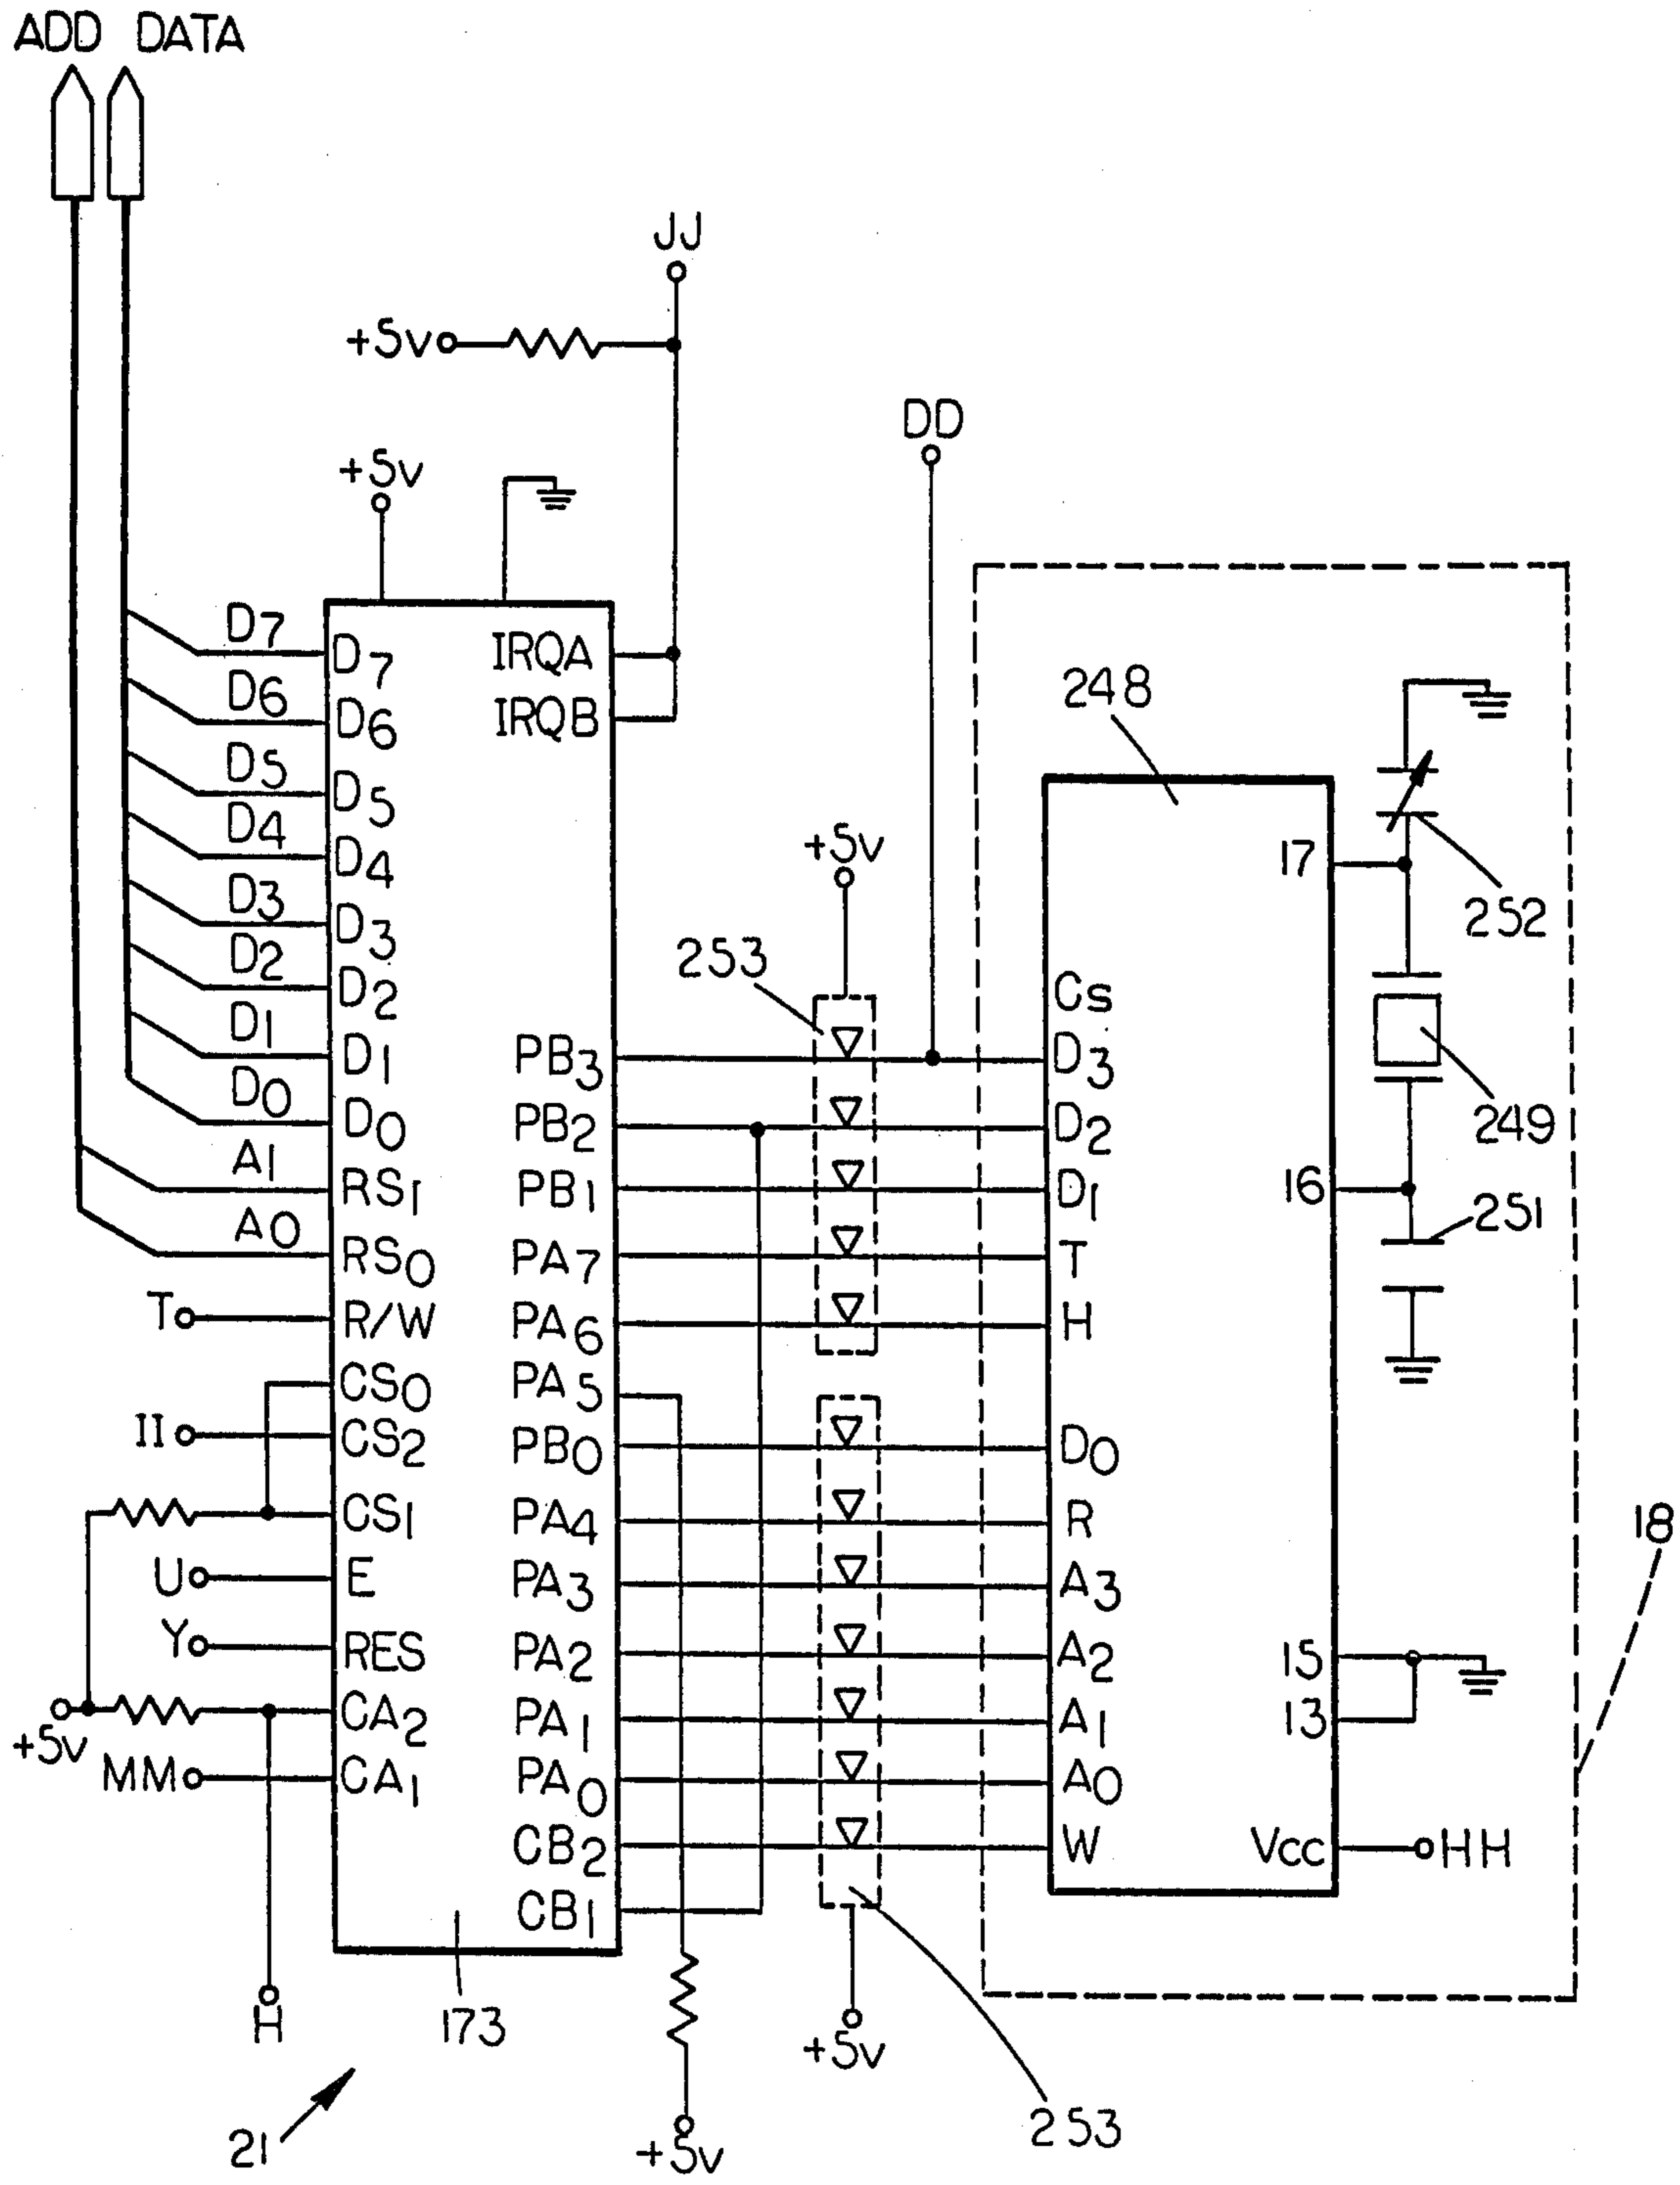 ADD DATA
JJ
+5v
DD
+5v
D7
D6
D5
D4
D3
D2
D1
D0
A1
A0
T
II
U
Y
+5v
MM
H
D7
D6
D5
D4
D3
D2
D1
D0
RS1
RS0
R/W
CS0
CS2
CS1
E
RES
CA2
CA1
IRQA
IRQB
PB3
PB2
PB1
PA7
PA6
PA5
PB0
PA4
PA3
PA2
PA1
PA0
CB2
CB1
173
21
+5v
253
+5v
253
+5v
248
Cs
D3
D2
D1
T
H
D0
R
A3
A2
A1
A0
W
17
16
15
13
Vcc
HH
252
249
251
18